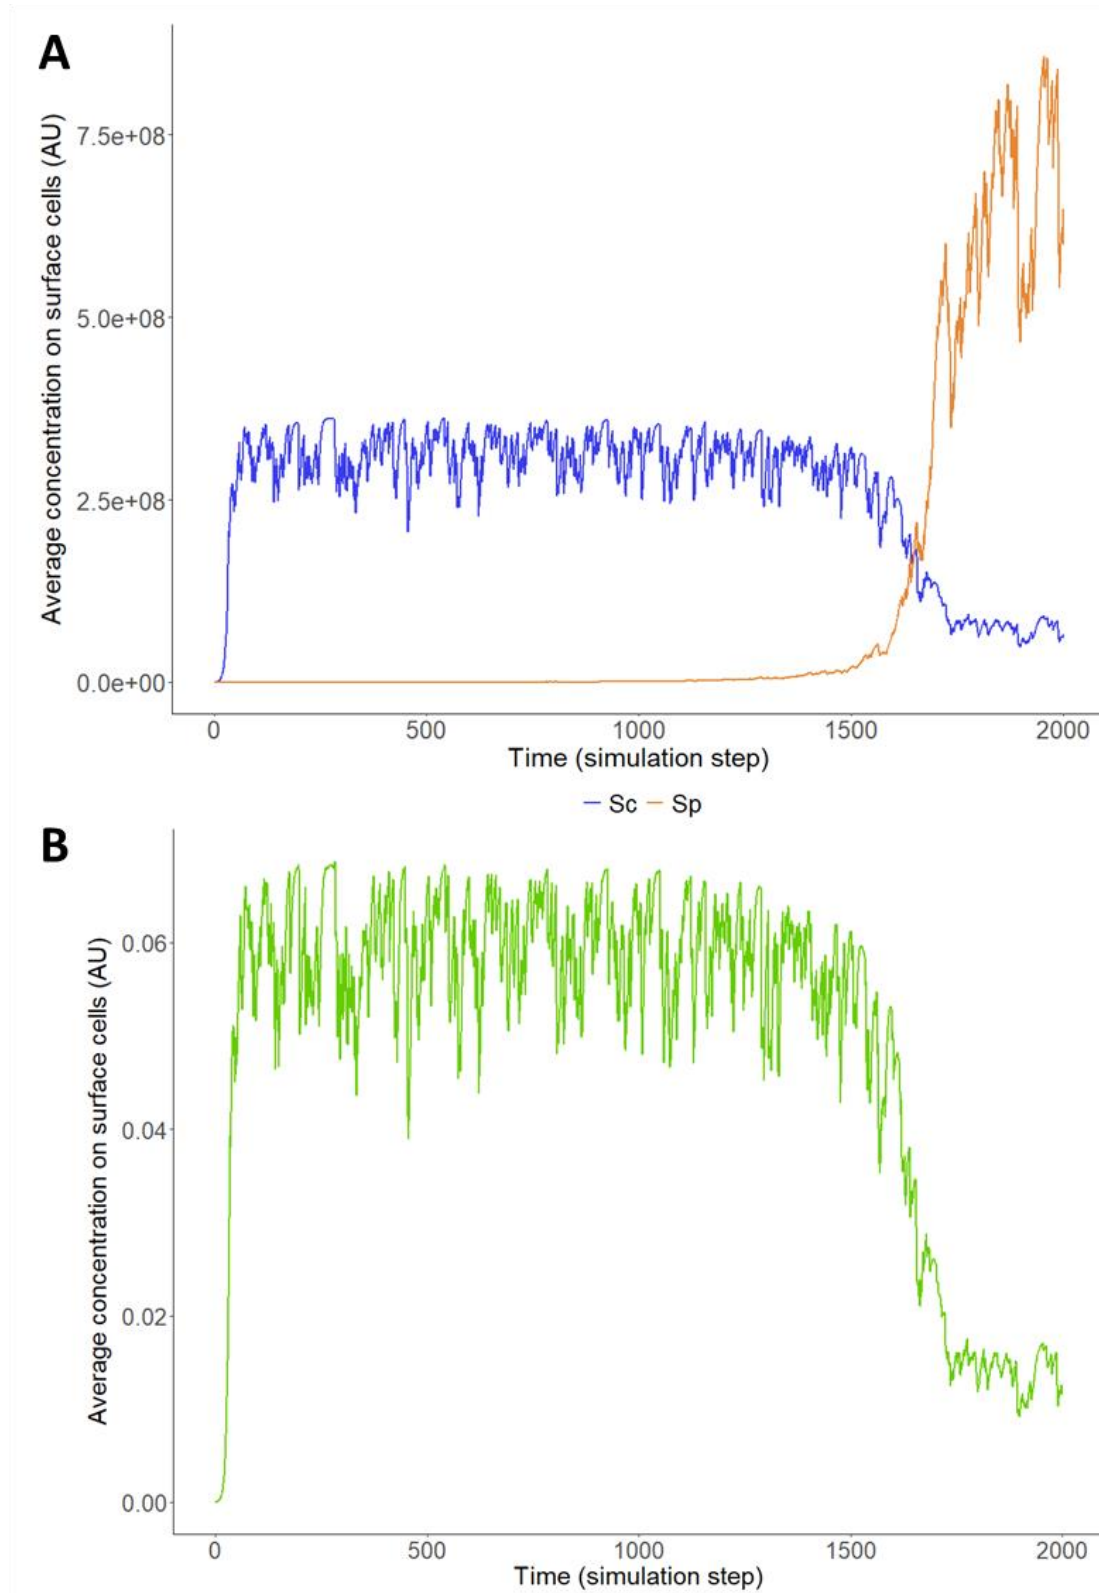 A
Average concentration on surface cells (AU)
7.5e+08
5.0e+08
2.5e+08
0.0e+00
0 500 1000 1500 2000
Time (simulation step)
Sc Sp
B
Average concentration on surface cells (AU)
0.06
0.04
0.02
0.00
0 500 1000 1500 2000
Time (simulation step)